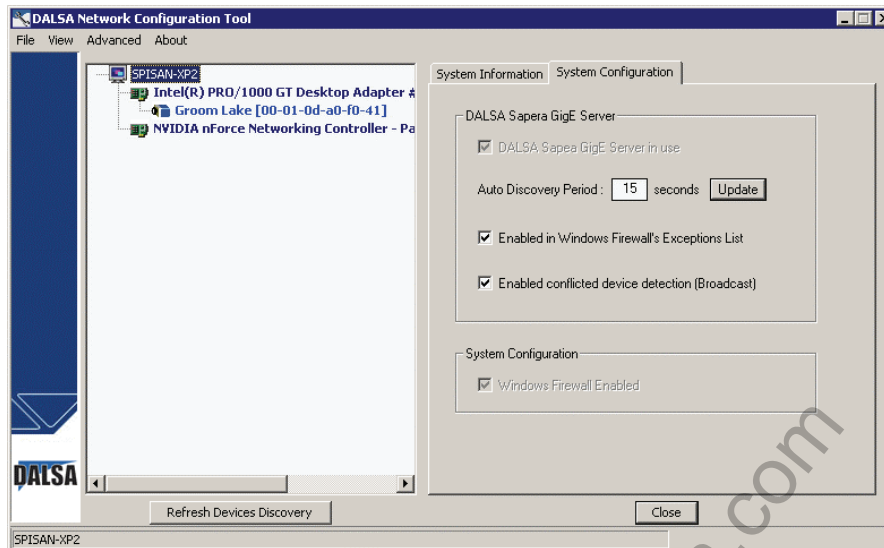 DALSA Network Configuration Tool
File View Advanced About
SPISAN-XP2
Intel(R) PRO/1000 GT Desktop Adapter #
Groom Lake [00-01-0d-a0-f0-41]
NVIDIA nForce Networking Controller - Pa
System Information System Configuration
DALSA Sapera GigE Server
DALSA Sapea GigE Server in use
Auto Discovery Period : 15 seconds Update
Enabled in Windows Firewall's Exceptions List
Enabled conflicted device detection (Broadcast)
System Configuration
Windows Firewall Enabled
DALSA
Refresh Devices Discovery Close
SPISAN-XP2
.com